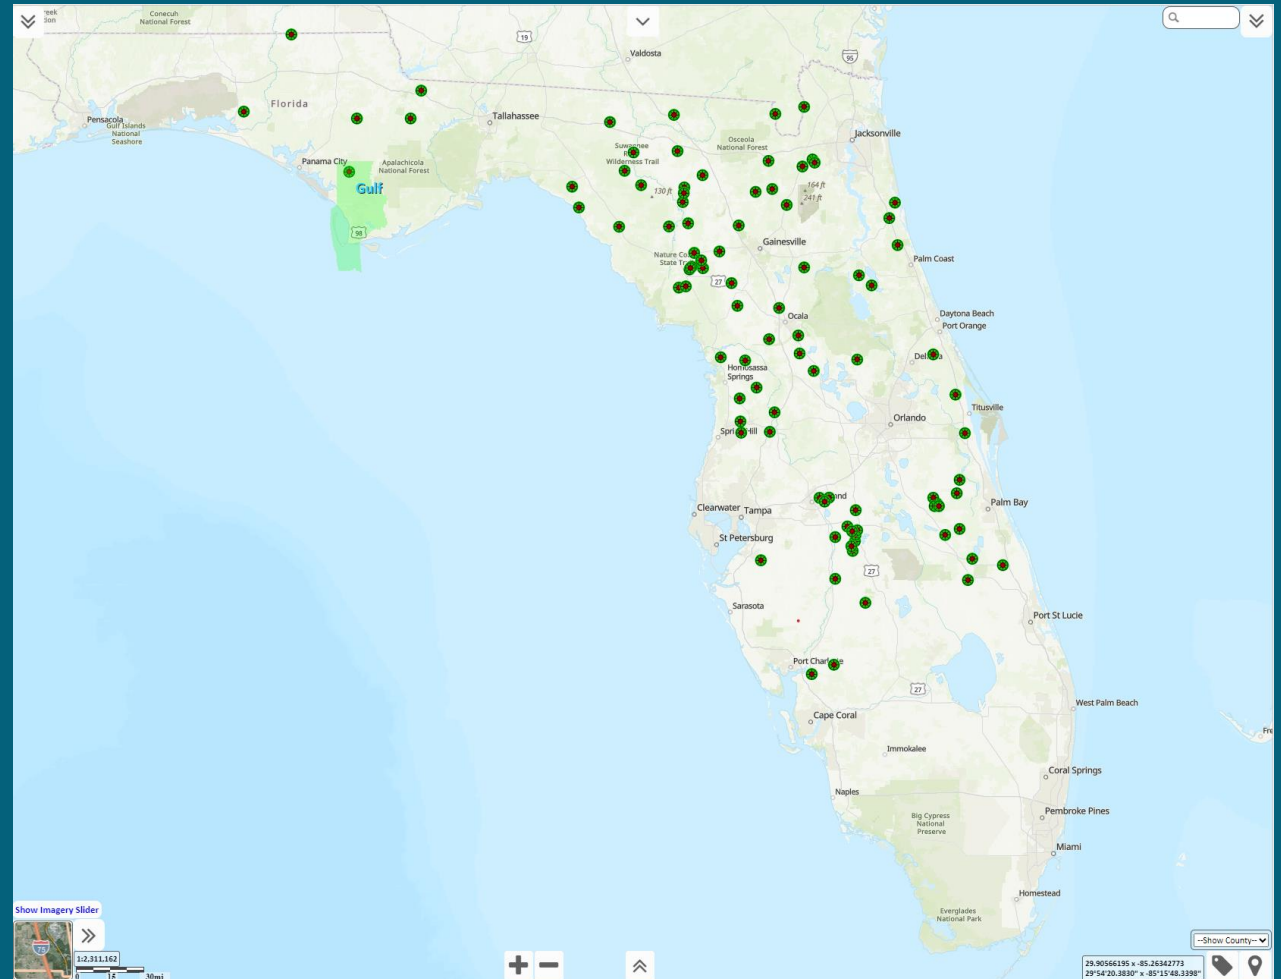 Conecuh
National Forest
19
Valdosta
95
Florida
Pensacola
Gulf Islands
National
Seashore
Tallahassee
Jacksonville
Osceola
National Forest
Wilderness Trail
Panama City
Apalachicola
National Forest
Gulf
130 ft
164 ft
241 ft
98
Gainesville
Nature
State
27
Palm Coast
Ocala
Daytona Beach
Port Orange
Homosassa
Springs
Titusville
Orlando
Clearwater
Tampa
Palm Bay
St Petersburg
27
Sarasota
Port St Lucie
27
West Palm Beach
Cape Coral
Immokalee
Coral Springs
Naples
Pembroke Pines
Big Cypress
National
Preserve
Miami
Homestead
Everglades
National Park
Show Imagery Slider
--Show County--
1:2,311,162
0 15 30mi
29.90566195 x -85.26342773
29°54'20.3830" x -85°15'48.3398"